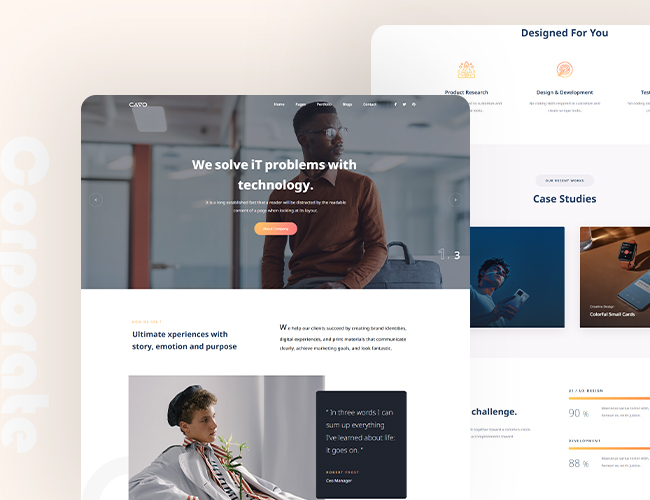 Corporate
CAVO
Home Pages Portfolio Blogs Contact
We solve iT problems with
technology.
It is a long established fact that a reader will be distracted by the readable
content of a page when looking at its layout.
1. 3
Ultimate xperiences with
story, emotion and purpose
We help our clients succeed by creating brand identities,
digital experiences, and print materials that communicate
clearly, achieve marketing goals, and look fantastic.
“ In three words I can
sum up everything
I've learned about life:
it goes on. ”
ROBERT FROST
Ceo Manager
Designed For You
Product Research
Design & Development
OUR RECENT WORKS
Case Studies
Creative Design
Colorful Small Cards
challenge.
UI / UX DESIGN
90 %
DEVELOPMENT
88 %